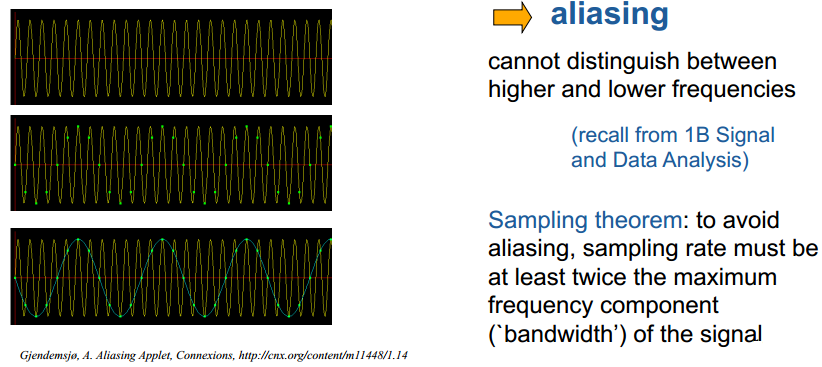 aliasing
cannot distinguish between
higher and lower frequencies
(recall from 1B Signal
and Data Analysis)
Sampling theorem: to avoid
aliasing, sampling rate must be
at least twice the maximum
frequency component
(`bandwidth’) of the signal
Gjendemsjø, A. Aliasing Applet, Connexions, http://cnx.org/content/m11448/1.14